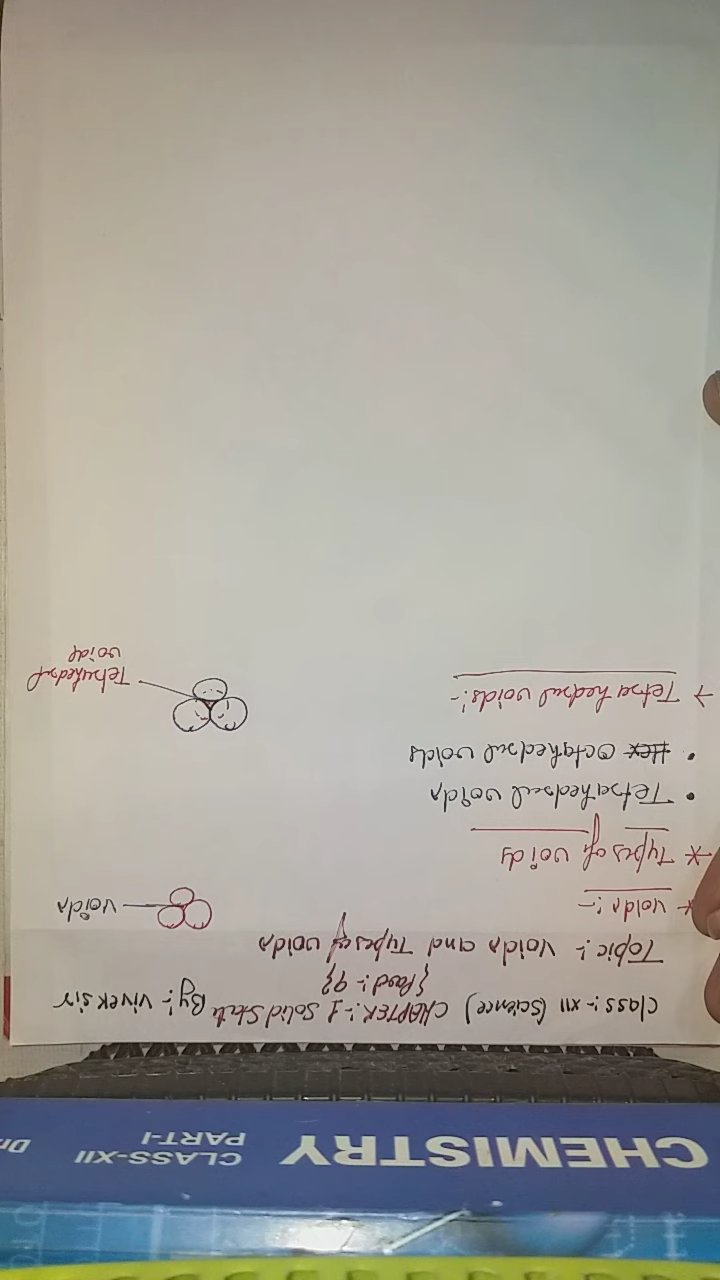 Class:- XII (Science) CHAPTER:-1 Solid State By:- Vivek sir
{Part:- 9}
Topic:- Voids and Types of voids
* Voids:-
voids
* Types of voids
• Tetrahedral voids
• Octahedral voids
→ Tetrahedral voids:-
Tetrahedral
void
CHEMISTRY CLASS-XII
PART-I